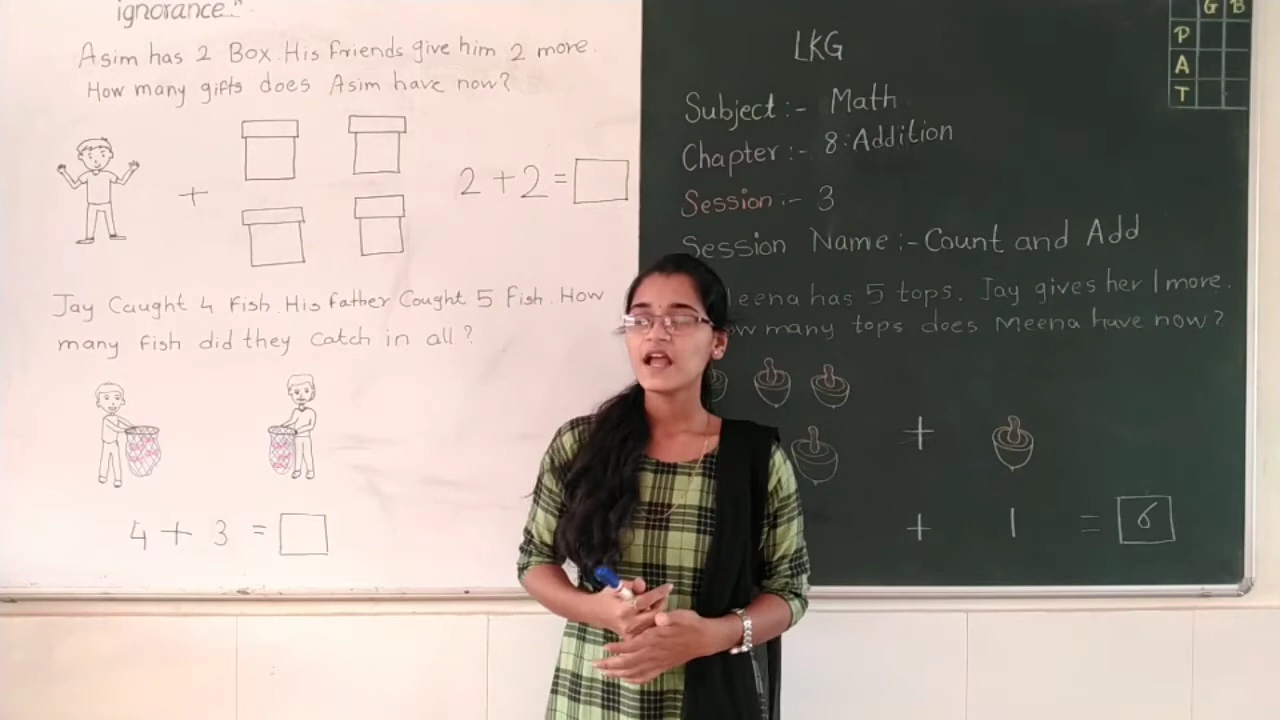 ignorance."
Asim has 2 Box. His friends give him 2 more.
How many gifts does Asim have now?
+
2 + 2 =
Jay Caught 4 Fish. His father Cought 5 Fish. How
many fish did they catch in all ?
4 + 3 =
G B
P
A
T
LKG
Subject :- Math
Chapter :- 8 : Addition
Session :- 3
Session Name :- Count and Add
has 5 tops. Jay gives her 1 more.
many tops does Meena have now?
+
+ 1 = 6